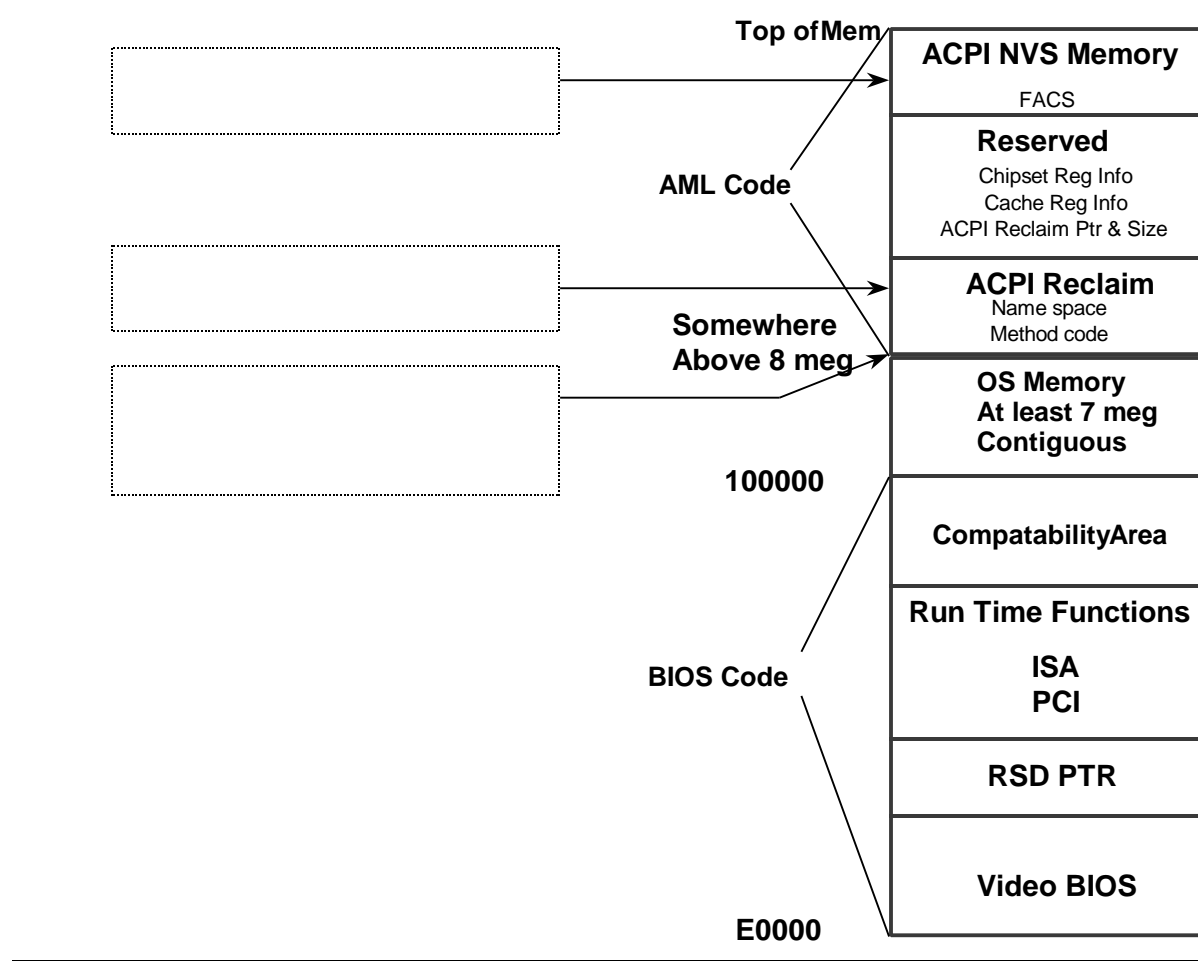 Top of Mem
ACPI NVS Memory
FACS
Reserved
Chipset Reg Info
Cache Reg Info
ACPI Reclaim Ptr & Size
AML Code
ACPI Reclaim
Name space
Method code
Somewhere
Above 8 meg
OS Memory
At least 7 meg
Contiguous
100000
CompatabilityArea
Run Time Functions
ISA
PCI
BIOS Code
RSD PTR
Video BIOS
E0000